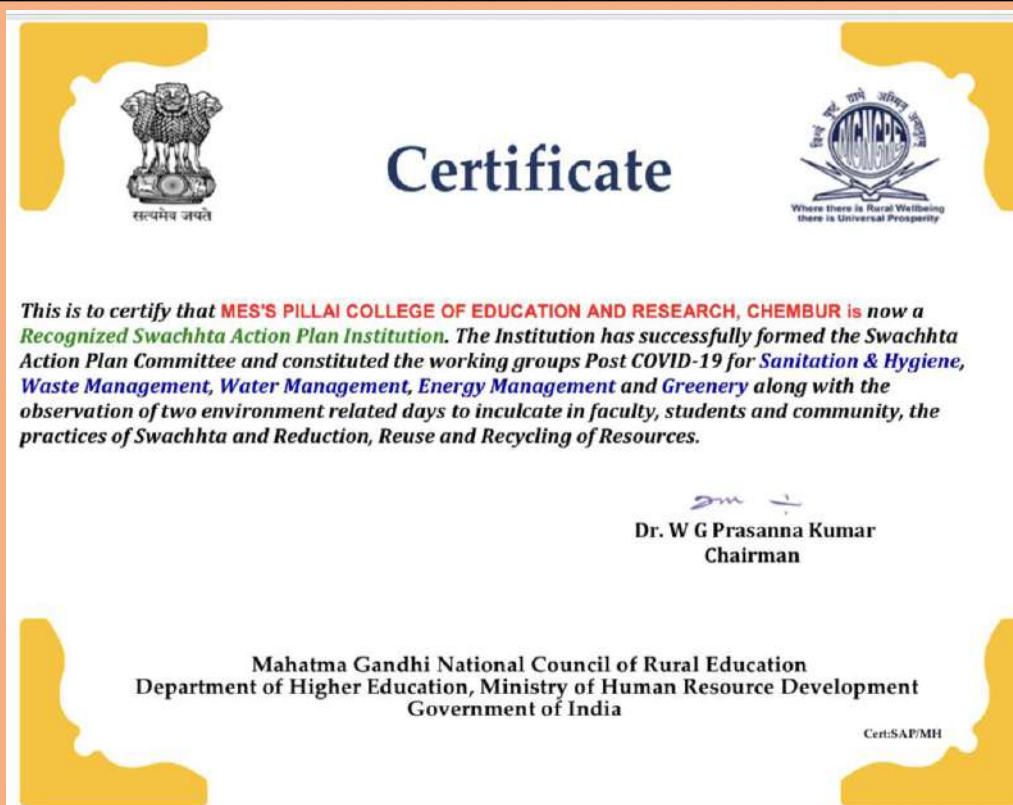 सत्यमेव जयते
Certificate
MGNCRE
Where there is Rural Wellbeing
there is Universal Prosperity
This is to certify that MES'S PILLAI COLLEGE OF EDUCATION AND RESEARCH, CHEMBUR is now a
Recognized Swachhta Action Plan Institution. The Institution has successfully formed the Swachhta
Action Plan Committee and constituted the working groups Post COVID-19 for Sanitation & Hygiene,
Waste Management, Water Management, Energy Management and Greenery along with the
observation of two environment related days to inculcate in faculty, students and community, the
practices of Swachhta and Reduction, Reuse and Recycling of Resources.
Dr. W G Prasanna Kumar
Chairman
Mahatma Gandhi National Council of Rural Education
Department of Higher Education, Ministry of Human Resource Development
Government of India
Cert:SAP/MH